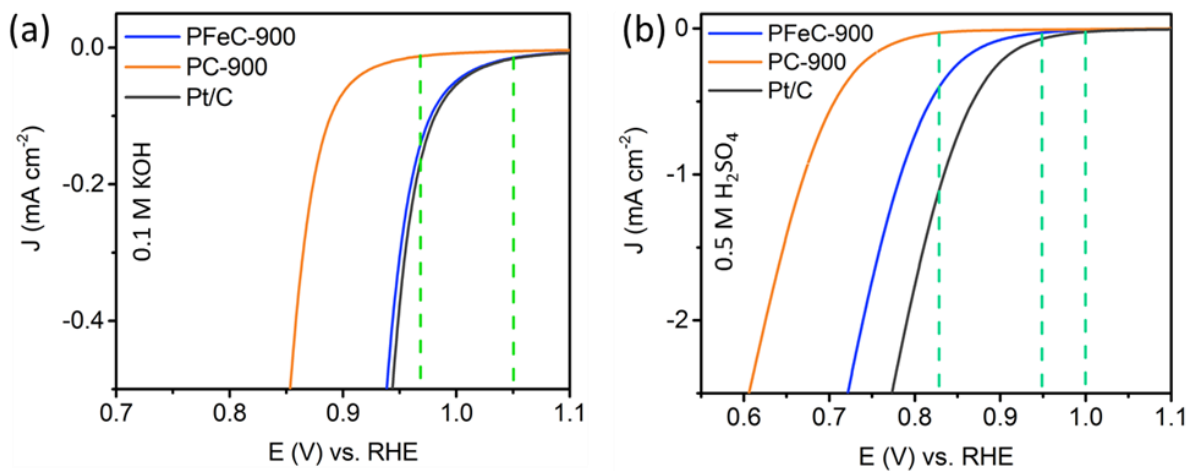 (a)
PFeC-900
PC-900
Pt/C
0.1 M KOH
J (mA cm⁻²)
0.0
-0.2
-0.4
0.7 0.8 0.9 1.0 1.1
E (V) vs. RHE
(b)
PFeC-900
PC-900
Pt/C
0.5 M H₂SO₄
J (mA cm⁻²)
0
-1
-2
0.6 0.7 0.8 0.9 1.0 1.1
E (V) vs. RHE